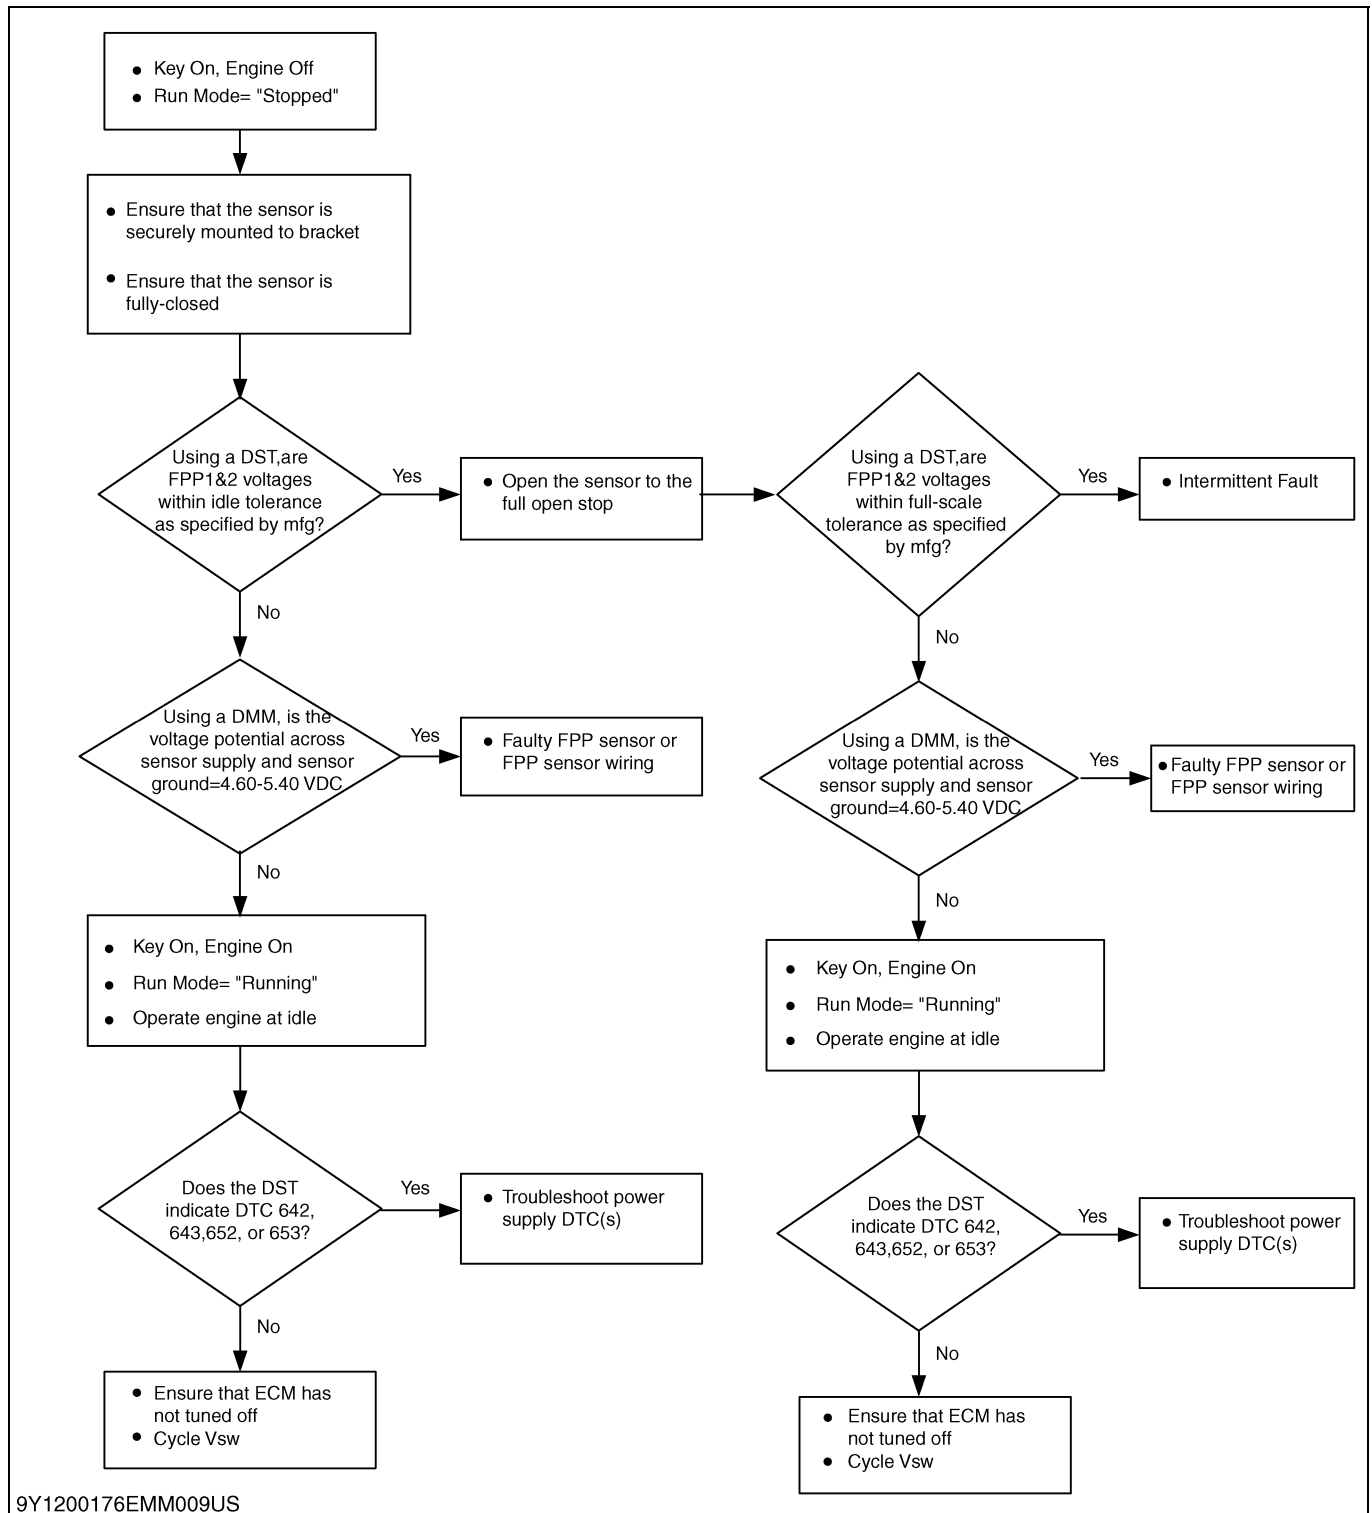 ● Key On, Engine Off
● Run Mode= "Stopped"
● Ensure that the sensor is
securely mounted to bracket
● Ensure that the sensor is
fully-closed
Using a DST,are
FPP1&2 voltages
within idle tolerance
as specified by mfg?
Yes
● Open the sensor to the
full open stop
Using a DST,are
FPP1&2 voltages
within full-scale
tolerance as specified
by mfg?
Yes
● Intermittent Fault
No
No
Using a DMM, is the
voltage potential across
sensor supply and sensor
ground=4.60-5.40 VDC
Yes
● Faulty FPP sensor or
FPP sensor wiring
Using a DMM, is the
voltage potential across
sensor supply and sensor
ground=4.60-5.40 VDC
Yes
● Faulty FPP sensor or
FPP sensor wiring
No
No
● Key On, Engine On
● Run Mode= "Running"
● Operate engine at idle
● Key On, Engine On
● Run Mode= "Running"
● Operate engine at idle
Does the DST
indicate DTC 642,
643,652, or 653?
Yes
● Troubleshoot power
supply DTC(s)
Does the DST
indicate DTC 642,
643,652, or 653?
Yes
● Troubleshoot power
supply DTC(s)
No
No
● Ensure that ECM has
not tuned off
● Cycle Vsw
● Ensure that ECM has
not tuned off
● Cycle Vsw
9Y1200176EMM009US